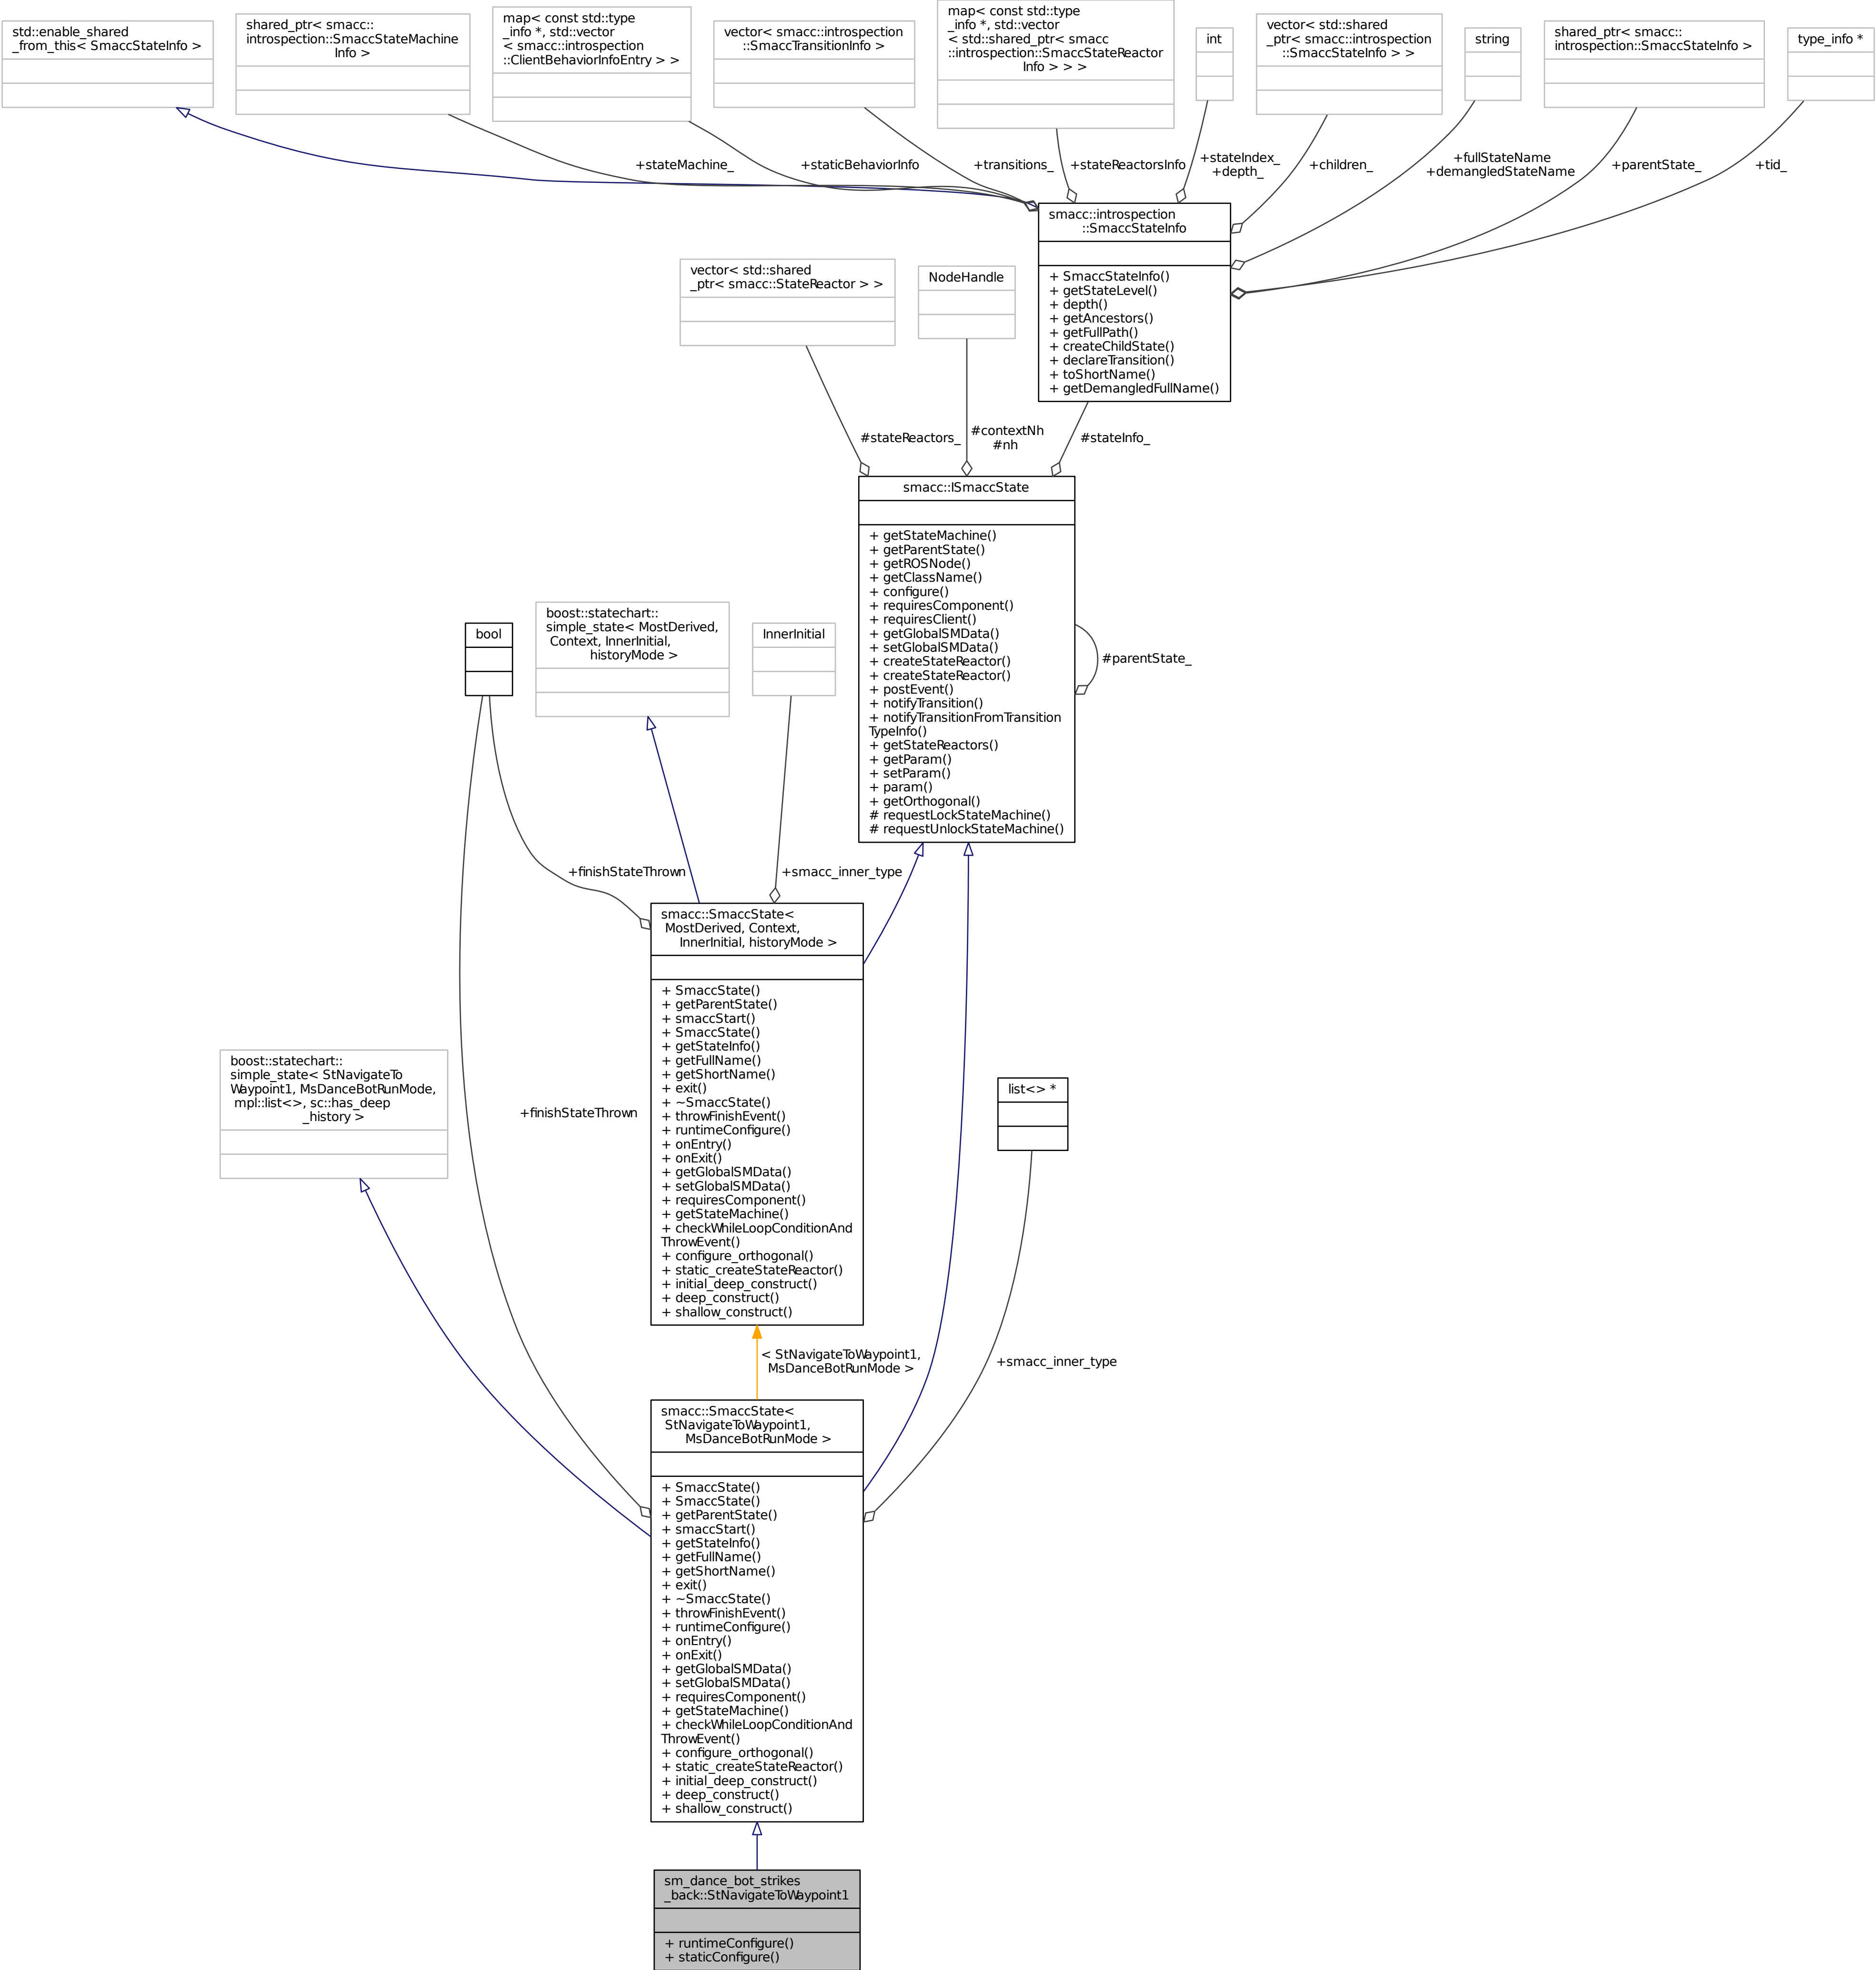 std::enable_shared
_from_this< SmaccStateInfo >
shared_ptr< smacc::
introspection::SmaccStateMachine
Info >
map< const std::type
_info *, std::vector
< smacc::introspection
::ClientBehaviorInfoEntry > >
vector< smacc::introspection
::SmaccTransitionInfo >
map< const std::type
_info *, std::vector
< std::shared_ptr< smacc
::introspection::SmaccStateReactor
Info > > >
int
vector< std::shared
_ptr< smacc::introspection
::SmaccStateInfo > >
string
shared_ptr< smacc::
introspection::SmaccStateInfo >
type_info *
+stateMachine_
+staticBehaviorInfo
+transitions_
+stateReactorsInfo
+stateIndex_
+depth_
+children_
+fullStateName
+demangledStateName
+parentState_
+tid_
smacc::introspection
::SmaccStateInfo
+ SmaccStateInfo()
+ getStateLevel()
+ depth()
+ getAncestors()
+ getFullPath()
+ createChildState()
+ declareTransition()
+ toShortName()
+ getDemangledFullName()
vector< std::shared
_ptr< smacc::StateReactor > >
NodeHandle
#stateReactors_
#contextNh
#nh
#stateInfo_
smacc::ISmaccState
+ getStateMachine()
+ getParentState()
+ getROSNode()
+ getClassName()
+ configure()
+ requiresComponent()
+ requiresClient()
+ getGlobalSMData()
+ setGlobalSMData()
+ createStateReactor()
+ createStateReactor()
+ postEvent()
+ notifyTransition()
+ notifyTransitionFromTransition
TypeInfo()
+ getStateReactors()
+ getParam()
+ setParam()
+ param()
+ getOrthogonal()
# requestLockStateMachine()
# requestUnlockStateMachine()
#parentState_
bool
boost::statechart::
simple_state< MostDerived,
Context, InnerInitial,
historyMode >
InnerInitial
+finishStateThrown
+smacc_inner_type
smacc::SmaccState<
MostDerived, Context,
InnerInitial, historyMode >
+ SmaccState()
+ getParentState()
+ smaccStart()
+ SmaccState()
+ getStateInfo()
+ getFullName()
+ getShortName()
+ exit()
+ ~SmaccState()
+ throwFinishEvent()
+ runtimeConfigure()
+ onEntry()
+ onExit()
+ getGlobalSMData()
+ setGlobalSMData()
+ requiresComponent()
+ getStateMachine()
+ checkWhileLoopConditionAnd
ThrowEvent()
+ configure_orthogonal()
+ static_createStateReactor()
+ initial_deep_construct()
+ deep_construct()
+ shallow_construct()
boost::statechart::
simple_state< StNavigateTo
Waypoint1, MsDanceBotRunMode,
mpl::list<>, sc::has_deep
_history >
+finishStateThrown
list<> *
< StNavigateToWaypoint1,
MsDanceBotRunMode >
+smacc_inner_type
smacc::SmaccState<
StNavigateToWaypoint1,
MsDanceBotRunMode >
+ SmaccState()
+ SmaccState()
+ getParentState()
+ smaccStart()
+ getStateInfo()
+ getFullName()
+ getShortName()
+ exit()
+ ~SmaccState()
+ throwFinishEvent()
+ runtimeConfigure()
+ onEntry()
+ onExit()
+ getGlobalSMData()
+ setGlobalSMData()
+ requiresComponent()
+ getStateMachine()
+ checkWhileLoopConditionAnd
ThrowEvent()
+ configure_orthogonal()
+ static_createStateReactor()
+ initial_deep_construct()
+ deep_construct()
+ shallow_construct()
sm_dance_bot_strikes
_back::StNavigateToWaypoint1
+ runtimeConfigure()
+ staticConfigure()